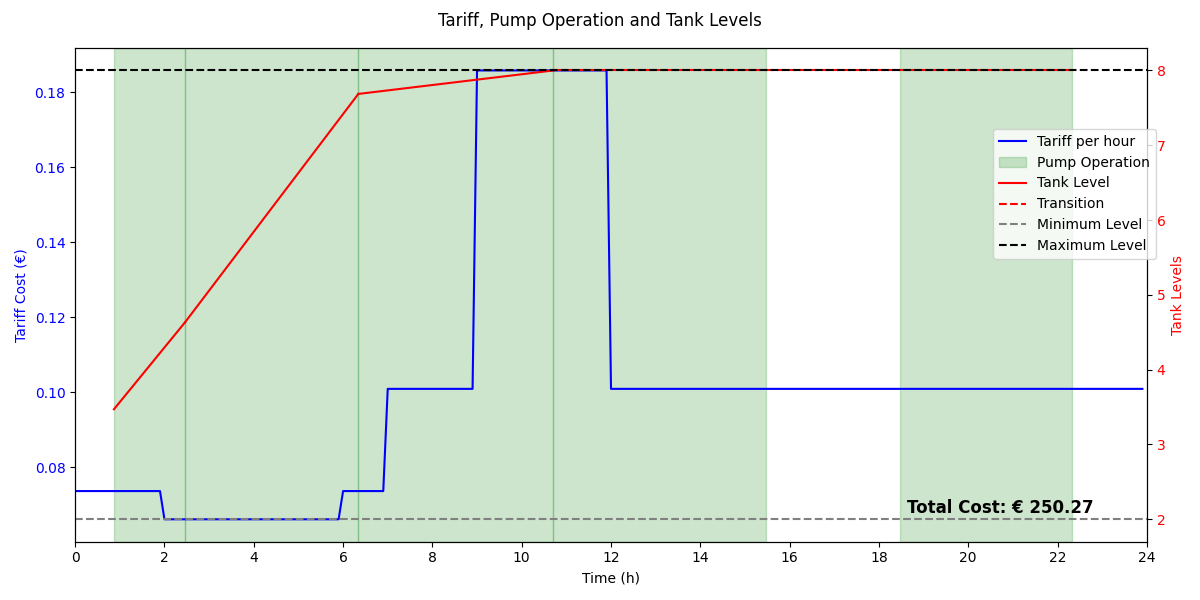 Tariff, Pump Operation and Tank Levels
Tariff Cost (€)
0.18
0.16
0.14
0.12
0.10
0.08
0 2 4 6 8 10 12 14 16 18 20 22 24
Time (h)
8
7
6
5
4
3
2
Tank Levels
Tariff per hour
Pump Operation
Tank Level
Transition
Minimum Level
Maximum Level
Total Cost: € 250.27